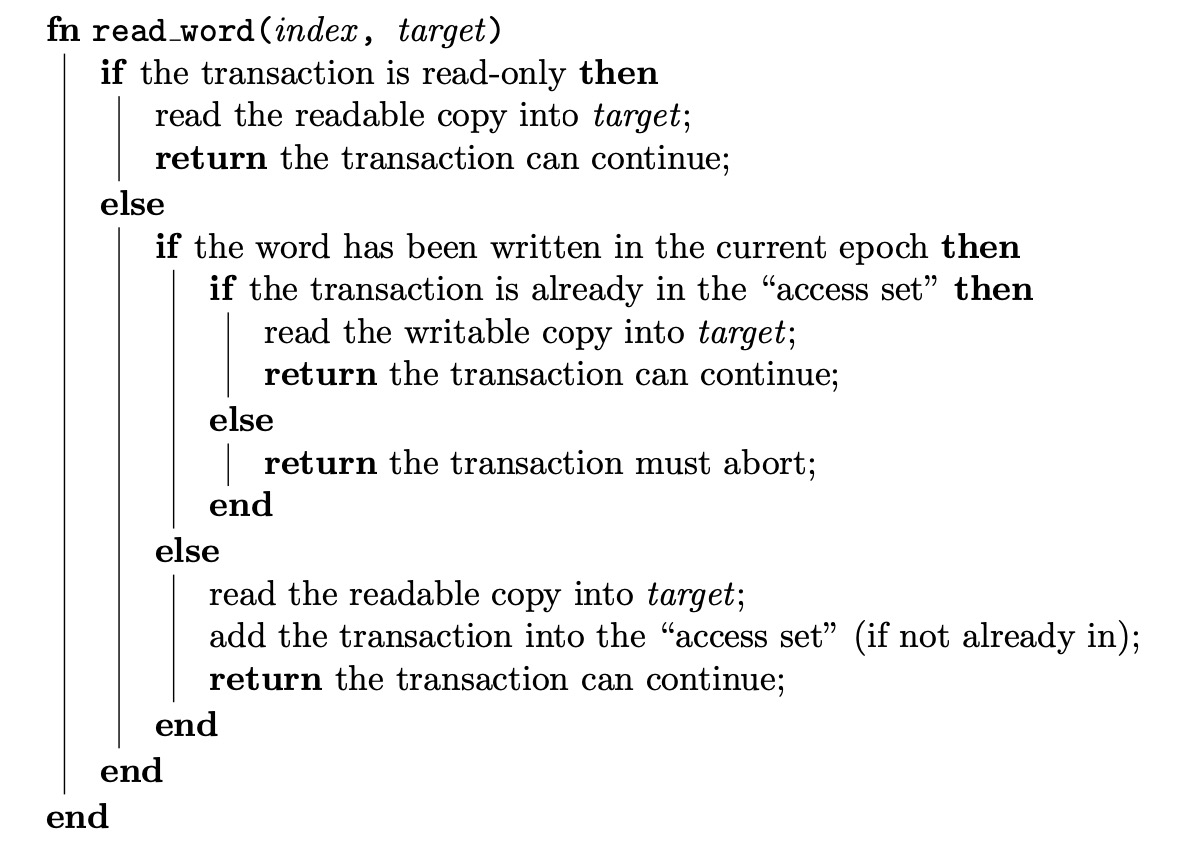 fn read_word(index, target)
if the transaction is read-only then
read the readable copy into target;
return the transaction can continue;
else
if the word has been written in the current epoch then
if the transaction is already in the “access set” then
read the writable copy into target;
return the transaction can continue;
else
return the transaction must abort;
end
else
read the readable copy into target;
add the transaction into the “access set” (if not already in);
return the transaction can continue;
end
end
end